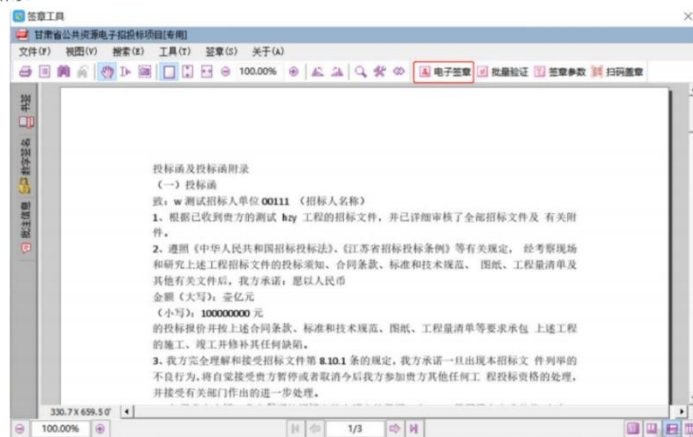 签章工具
甘肃省公共资源电子招投标项目[专用]
文件(F) 视图(V) 搜索(E) 工具(T) 签章(S) 关于(A)
100.00% 电子签章 批量验证 签章参数 扫码盖章
书签
数字签名
批注信息
投标函及投标函附录
（一）投标函
致：w 测试招标人单位 00111 （招标人名称）
1、根据已收到贵方的测试 hzy 工程的招标文件，并已详细审核了全部招标文件及 有关附
件。
2、遵照《中华人民共和国招标投标法》、《江苏省招标投标条例》等有关规定， 经考察现场
和研究上述工程招标文件的投标须知、合同条款、标准和技术规范、 图纸、工程量清单及
其他有关文件后，我方承诺：愿以人民币
金额（大写）：壹亿元
（小写）：100000000 元
的投标报价并按上述合同条款、标准和技术规范、图纸、工程量清单等要求承包 上述工程
的施工、竣工并修补其任何缺陷。
3、我方完全理解和接受招标文件第 8.10.1 条的规定，我方承诺一旦出现本招标文 件列举的
不良行为，将自觉接受贵方暂停或者取消今后我方参加贵方其他任何工 程投标资格的处理，
并接受有关部门作出的进一步处理。
330.7 X 659.5 0'
100.00% 1/3